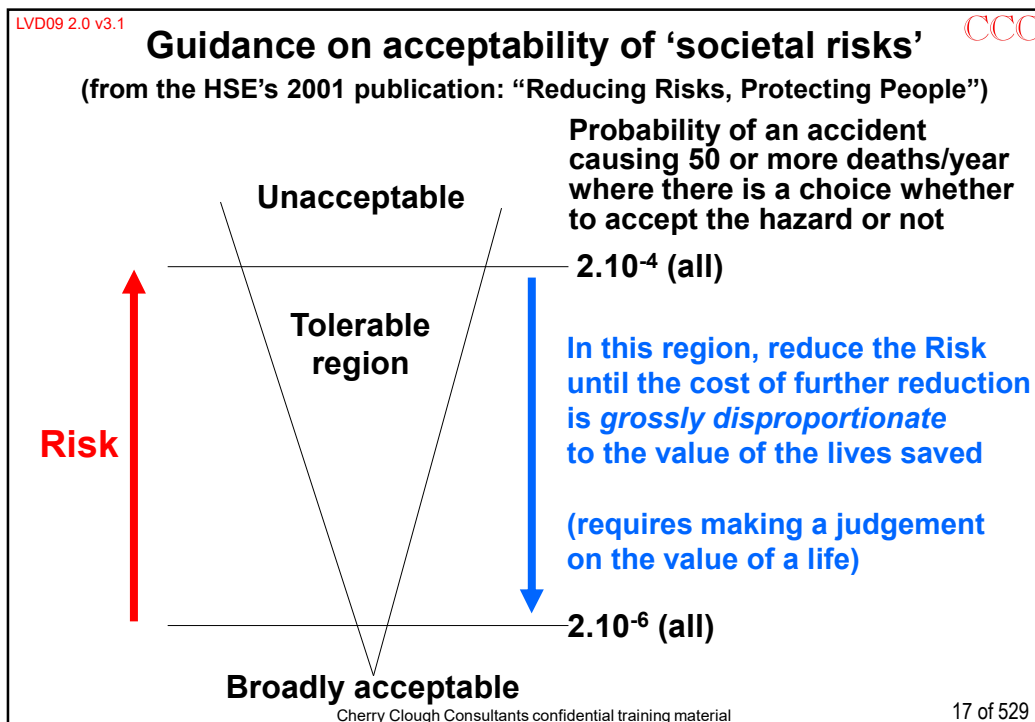 LVD09 2.0 v3.1
CCC
Guidance on acceptability of ‘societal risks’
(from the HSE’s 2001 publication: “Reducing Risks, Protecting People”)
Probability of an accident
causing 50 or more deaths/year
where there is a choice whether
to accept the hazard or not
Unacceptable
2.10⁻⁴ (all)
Tolerable
region
In this region, reduce the Risk
until the cost of further reduction
is grossly disproportionate
to the value of the lives saved
Risk
(requires making a judgement
on the value of a life)
2.10⁻⁶ (all)
Broadly acceptable
Cherry Clough Consultants confidential training material
17 of 529